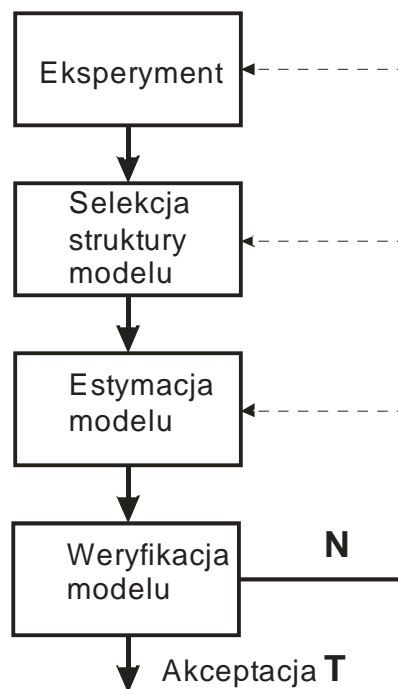 Eksperyment
Selekcja
struktury
modelu
Estymacja
modelu
Weryfikacja
modelu
N
Akceptacja T